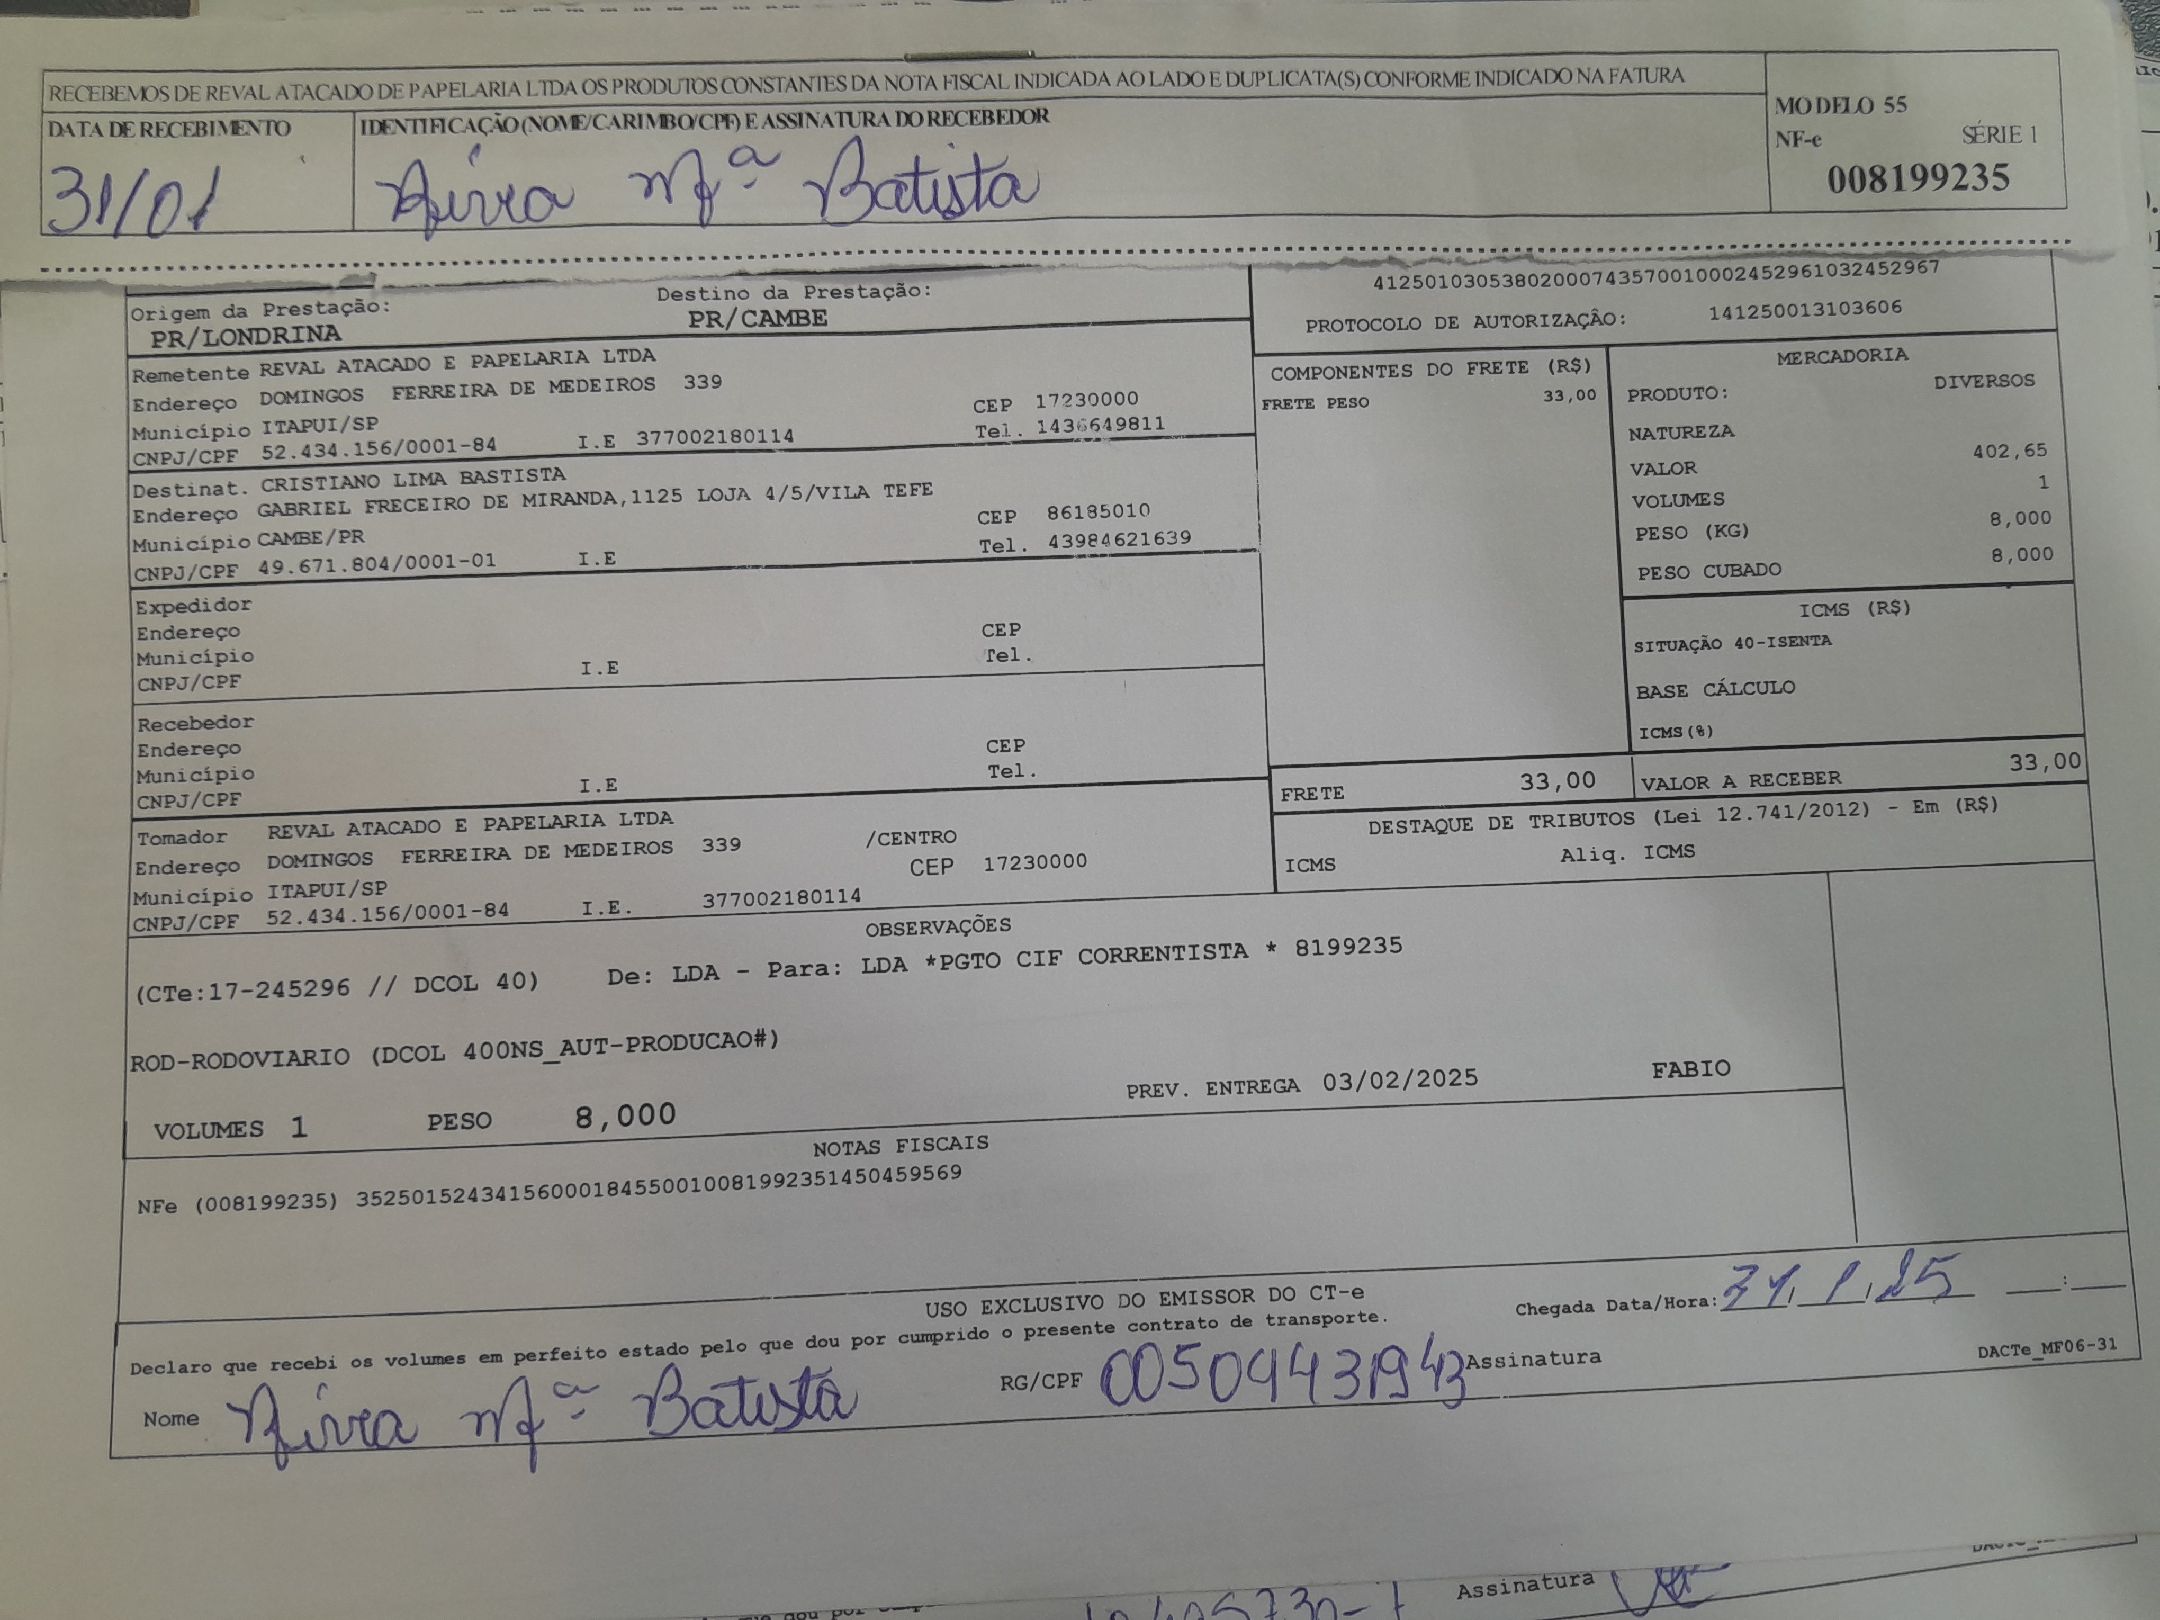 RECEBEMOS DE REVAL ATACADO DE PAPELARIA LTDA OS PRODUTOS CONSTANTES DA NOTA FISCAL INDICADA AO LADO E DUPLICATA(S) CONFORME INDICADO NA FATURA
DATA DE RECEBIMENTO
IDENTIFICAÇÃO (NOME/CARIMBO/CPF) E ASSINATURA DO RECEBEDOR
31/01
Mª Batista
MODELO 55
NF-e SÉRIE 1
008199235
Origem da Prestação: Destino da Prestação:
PR/LONDRINA PR/CAMBE
41250103053802000743570010002452961032452967
PROTOCOLO DE AUTORIZAÇÃO: 141250013103606
Remetente REVAL ATACADO E PAPELARIA LTDA
Endereço DOMINGOS FERREIRA DE MEDEIROS 339
Município ITAPUI/SP CEP 17230000
CNPJ/CPF 52.434.156/0001-84 I.E 377002180114 Tel. 1436649811
Destinat. CRISTIANO LIMA BASTISTA
Endereço GABRIEL FRECEIRO DE MIRANDA,1125 LOJA 4/5/VILA TEFE
Município CAMBE/PR CEP 86185010
CNPJ/CPF 49.671.804/0001-01 I.E Tel. 43984621639
Expedidor
Endereço
Município CEP
CNPJ/CPF I.E Tel.
Recebedor
Endereço
Município CEP
CNPJ/CPF I.E Tel.
Tomador REVAL ATACADO E PAPELARIA LTDA
Endereço DOMINGOS FERREIRA DE MEDEIROS 339 /CENTRO
Município ITAPUI/SP CEP 17230000
CNPJ/CPF 52.434.156/0001-84 I.E. 377002180114
COMPONENTES DO FRETE (R$)
FRETE PESO 33,00
MERCADORIA
PRODUTO: DIVERSOS
NATUREZA
VALOR 402,65
VOLUMES 1
PESO (KG) 8,000
PESO CUBADO 8,000
ICMS (R$)
SITUAÇÃO 40-ISENTA
BASE CÁLCULO
ICMS(%)
FRETE 33,00 VALOR A RECEBER 33,00
DESTAQUE DE TRIBUTOS (Lei 12.741/2012) - Em (R$)
ICMS Aliq. ICMS
OBSERVAÇÕES
(CTe:17-245296 // DCOL 40) De: LDA - Para: LDA *PGTO CIF CORRENTISTA * 8199235
ROD-RODOVIARIO (DCOL 400NS_AUT-PRODUCAO#)
VOLUMES 1 PESO 8,000 PREV. ENTREGA 03/02/2025 FABIO
NOTAS FISCAIS
NFe (008199235) 35250152434156000184550010081992351450459569
USO EXCLUSIVO DO EMISSOR DO CT-e
Declaro que recebi os volumes em perfeito estado pelo que dou por cumprido o presente contrato de transporte.
Chegada Data/Hora: 31/1/25 __:__
Nome Mª Batista RG/CPF 005094431943 Assinatura
DACTe_MF06-31
Assinatura